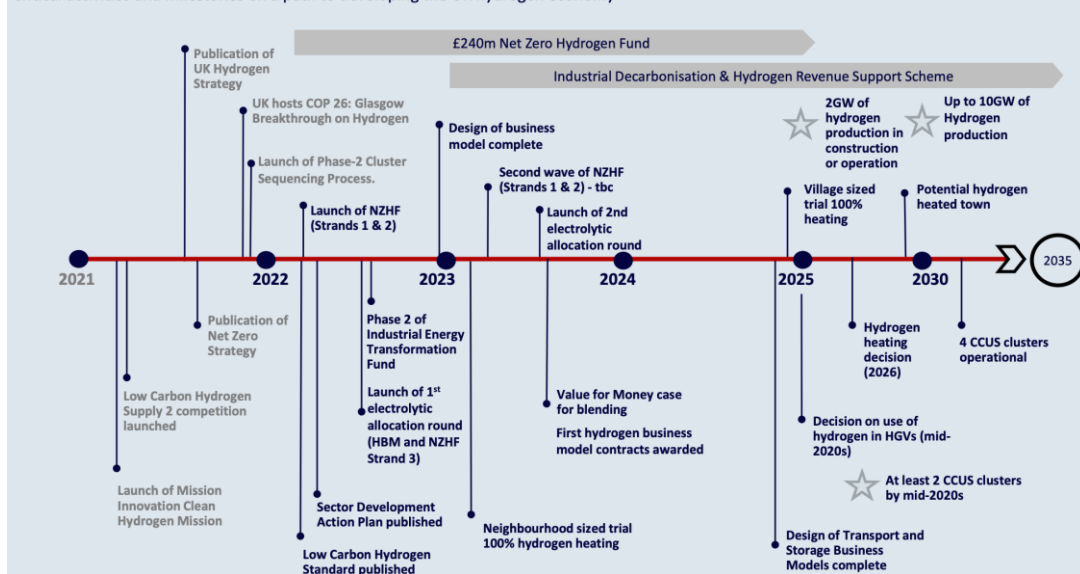 £240m Net Zero Hydrogen Fund
Industrial Decarbonisation & Hydrogen Revenue Support Scheme
Publication of
UK Hydrogen
Strategy
UK hosts COP 26: Glasgow
Breakthrough on Hydrogen
Launch of Phase-2 Cluster
Sequencing Process.
Launch of NZHF
(Strands 1 & 2)
Design of business
model complete
Second wave of NZHF
(Strands 1 & 2) - tbc
Launch of 2nd
electrolytic
allocation round
2GW of
hydrogen
production in
construction
or operation
Up to 10GW of
Hydrogen
production
Village sized
trial 100%
heating
Potential hydrogen
heated town
2021
2022
2023
2024
2025
2030
2035
Publication of
Net Zero
Strategy
Low Carbon Hydrogen
Supply 2 competition
launched
Launch of Mission
Innovation Clean
Hydrogen Mission
Phase 2 of
Industrial Energy
Transformation
Fund
Launch of 1st
electrolytic
allocation round
(HBM and NZHF
Strand 3)
Sector Development
Action Plan published
Low Carbon Hydrogen
Standard published
Neighbourhood sized trial
100% hydrogen heating
Value for Money case
for blending
First hydrogen business
model contracts awarded
Hydrogen
heating
decision
(2026)
4 CCUS clusters
operational
Decision on use of
hydrogen in HGVs (mid-
2020s)
At least 2 CCUS clusters
by mid-2020s
Design of Transport and
Storage Business
Models complete